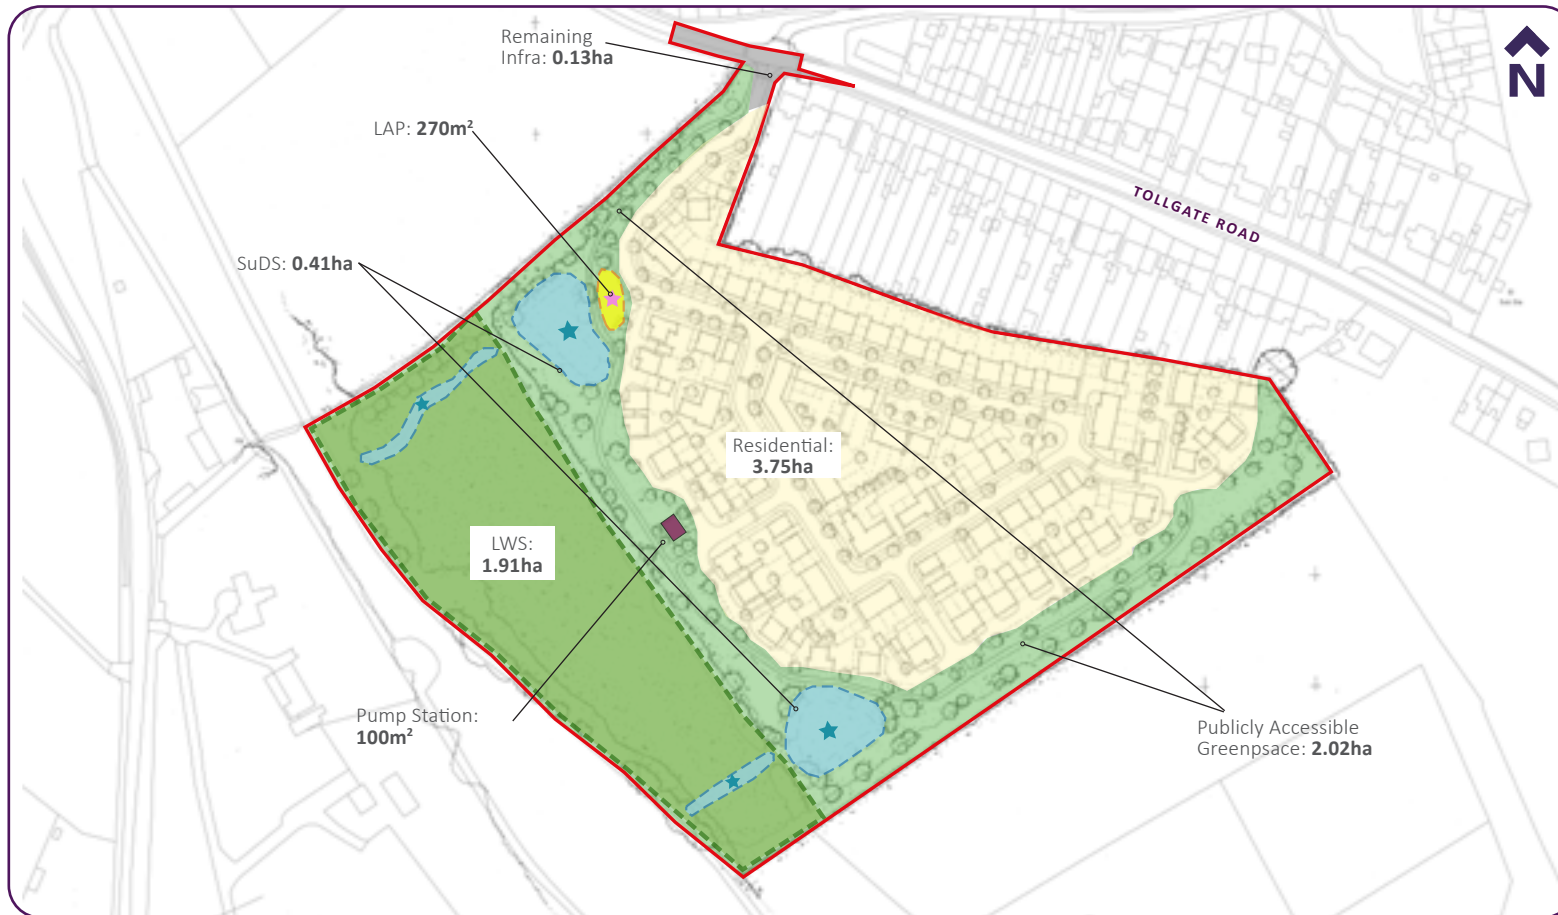 Remaining
Infra: 0.13ha
N
LAP: 270m²
TOLLGATE ROAD
SuDS: 0.41ha
Residential:
3.75ha
LWS:
1.91ha
Pump Station:
100m²
Publicly Accessible
Greenpsace: 2.02ha